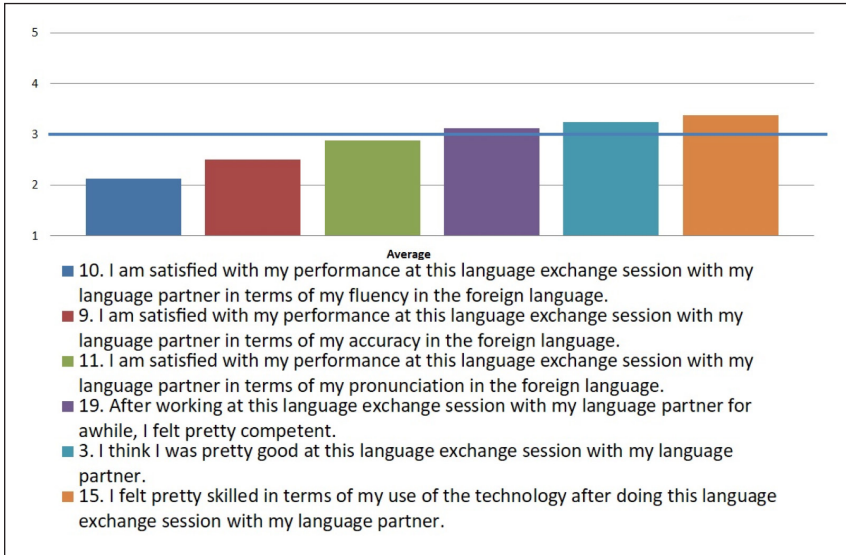 5
4
3
2
1
Average
10. I am satisfied with my performance at this language exchange session with my
language partner in terms of my fluency in the foreign language.
9. I am satisfied with my performance at this language exchange session with my
language partner in terms of my accuracy in the foreign language.
11. I am satisfied with my performance at this language exchange session with my
language partner in terms of my pronunciation in the foreign language.
19. After working at this language exchange session with my language partner for
awhile, I felt pretty competent.
3. I think I was pretty good at this language exchange session with my language
partner.
15. I felt pretty skilled in terms of my use of the technology after doing this language
exchange session with my language partner.